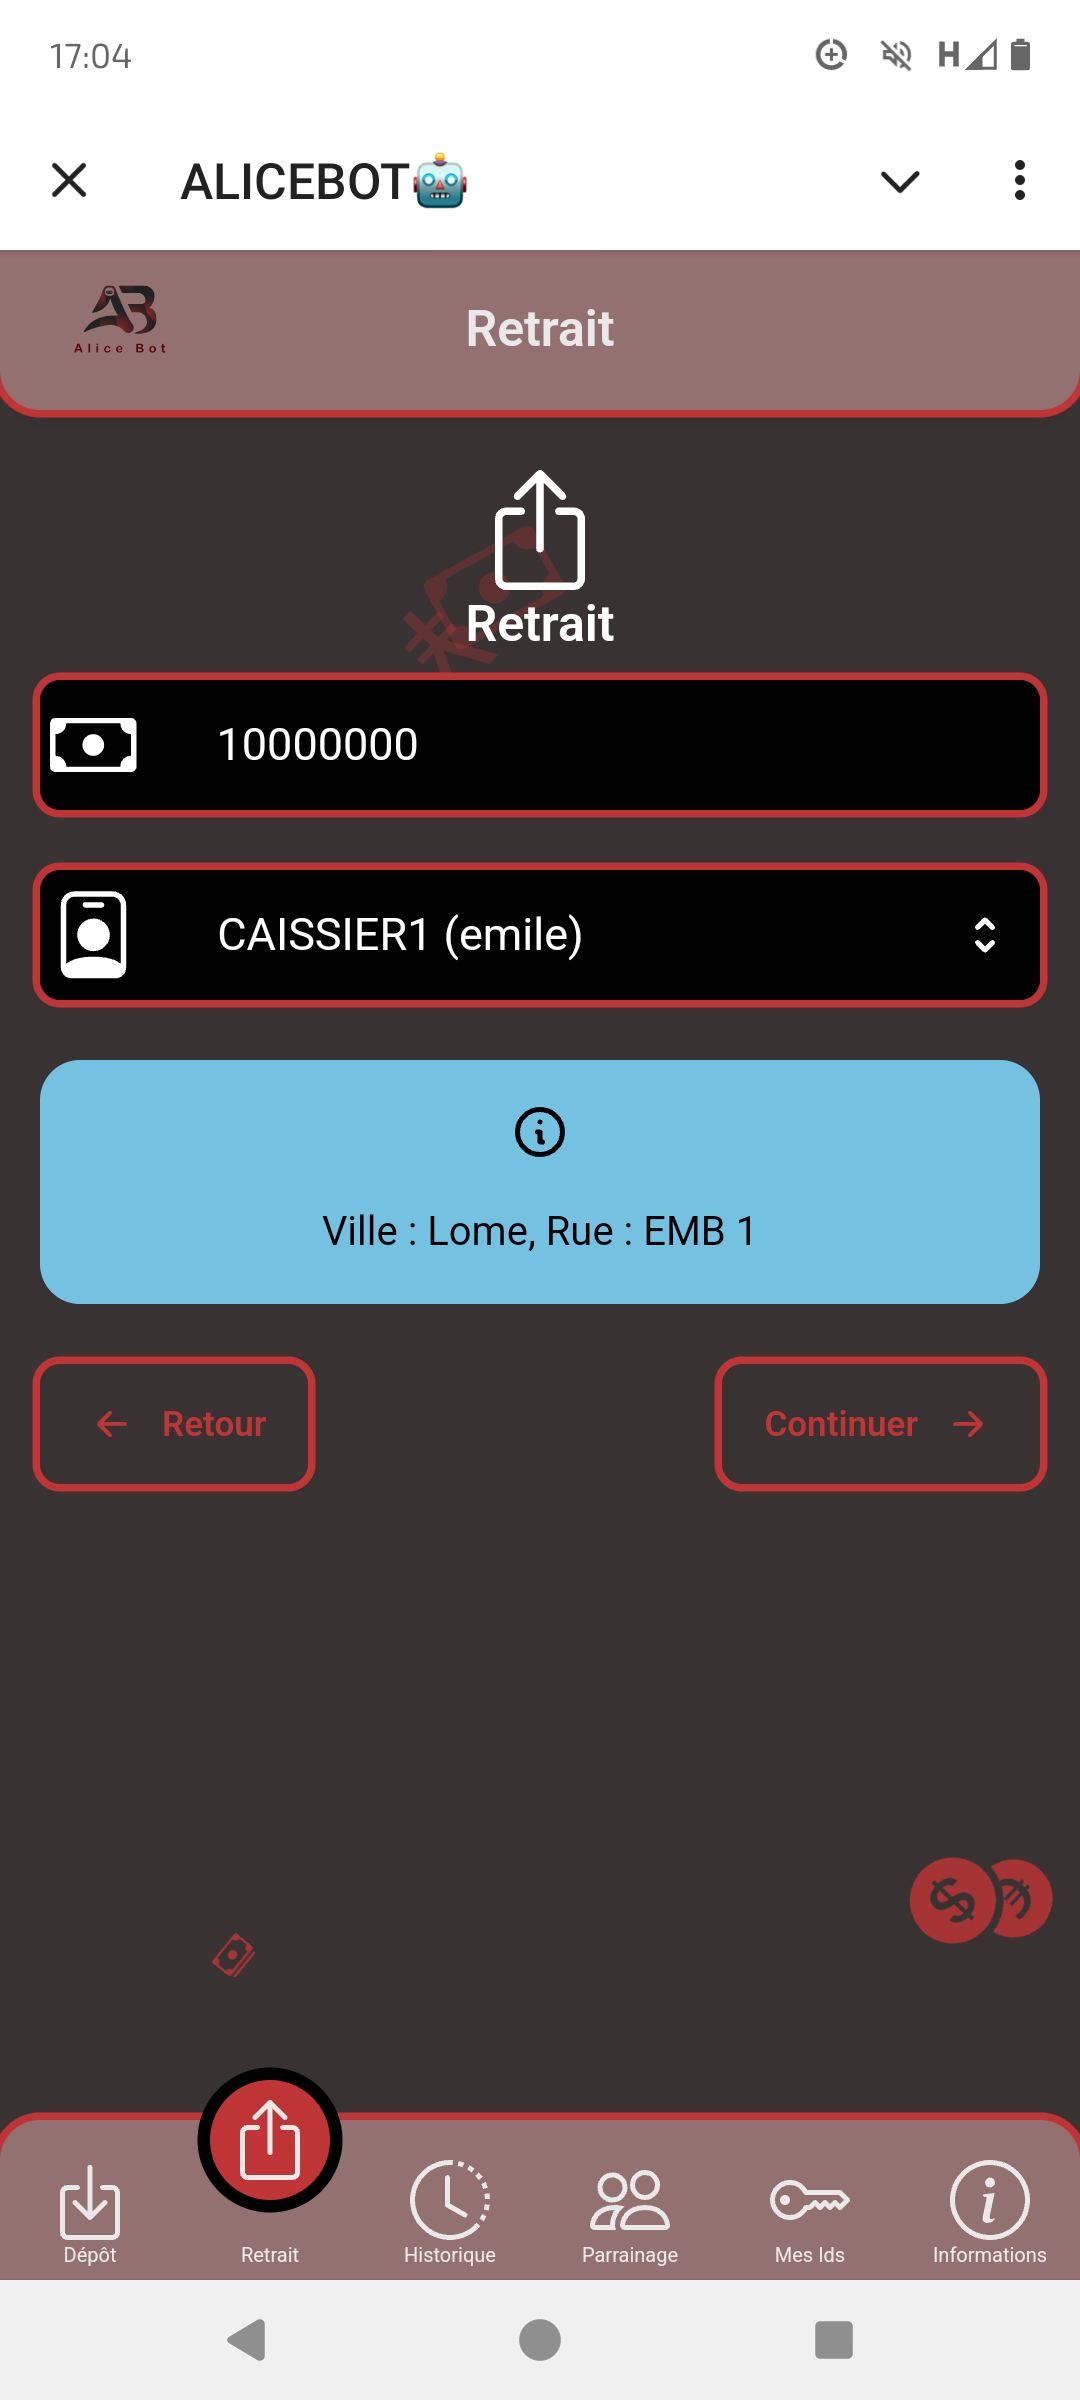 17:04
H
ALICEBOT🤖
Alice Bot
Retrait
Retrait
10000000
CAISSIER1 (emile)
Ville : Lome, Rue : EMB 1
Retour
Continuer
Dépôt
Retrait
Historique
Parrainage
Mes Ids
Informations